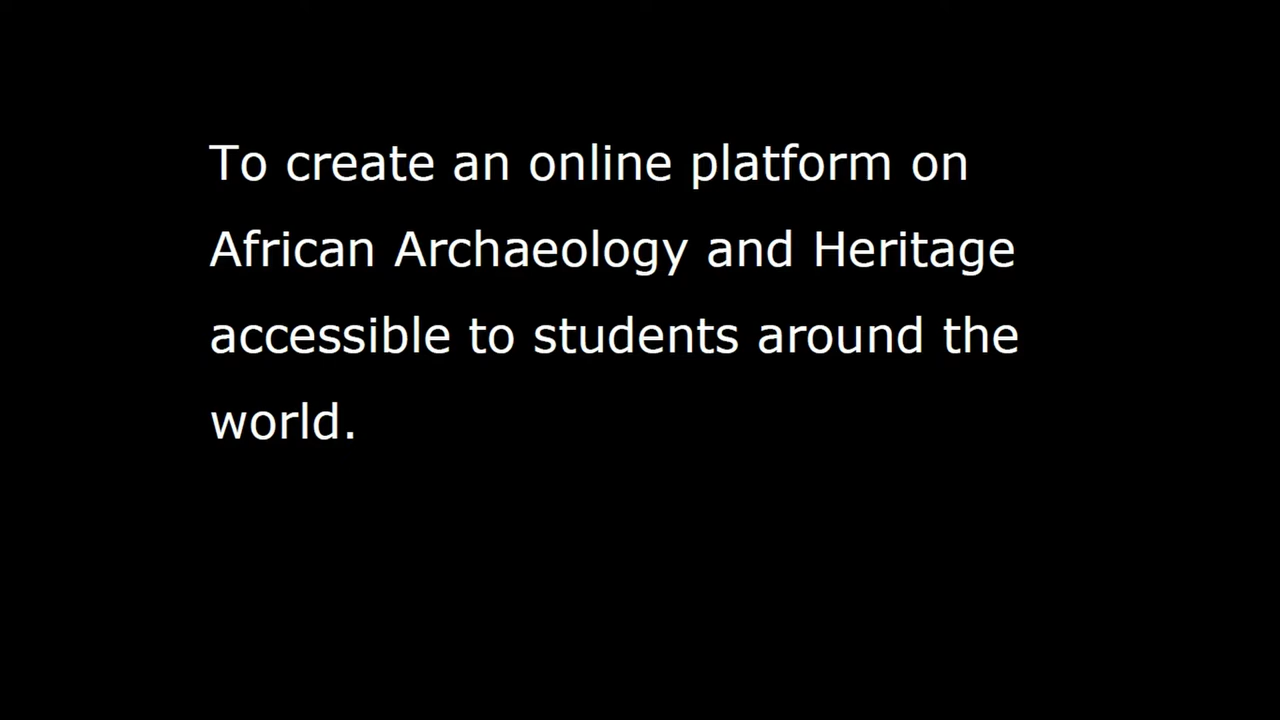 To create an online platform on
African Archaeology and Heritage
accessible to students around the
world.